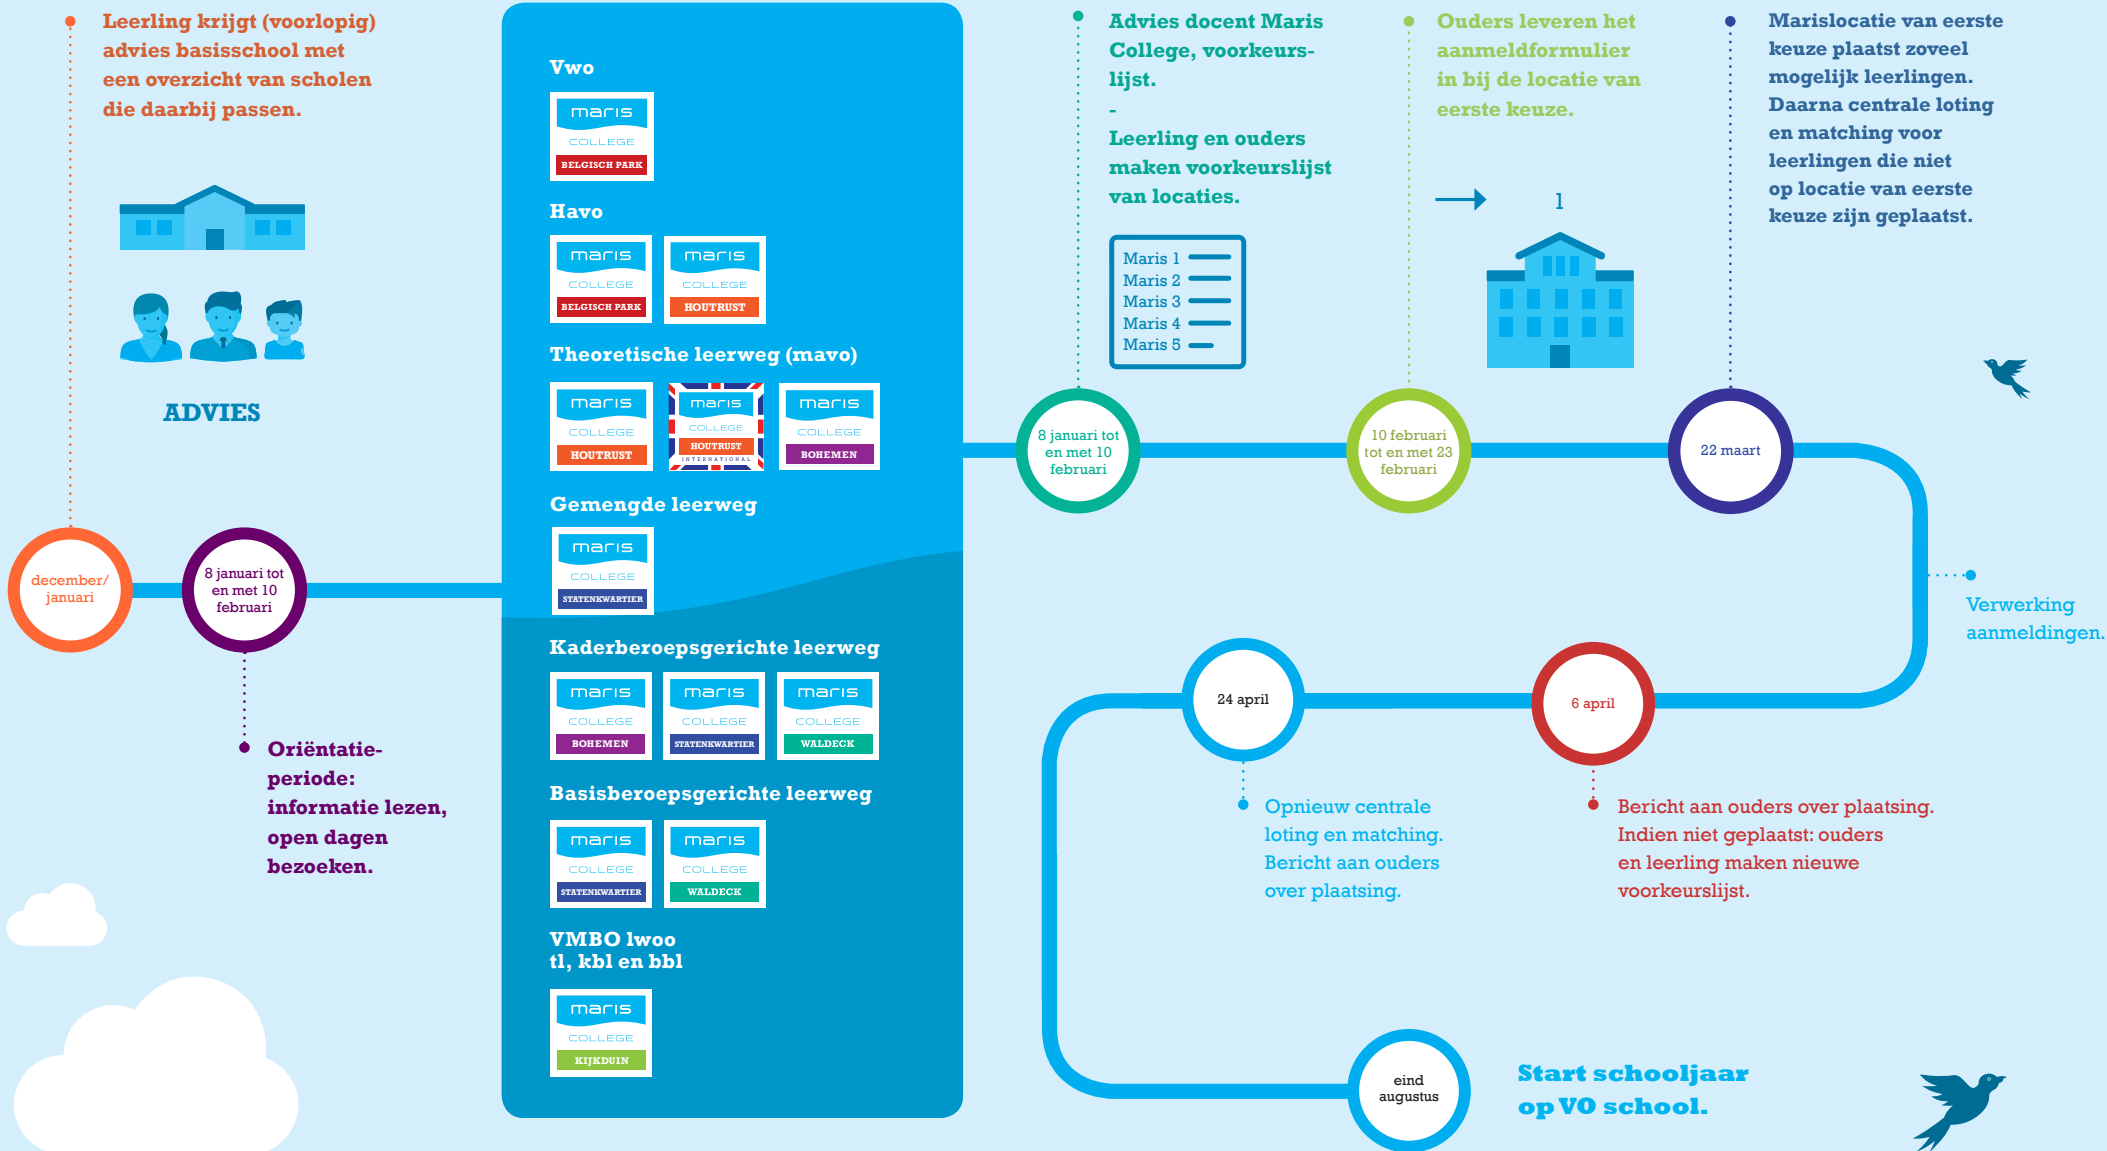 Leerling krijgt (voorlopig)
advies basisschool met
een overzicht van scholen
die daarbij passen.
ADVIES
december/
januari
8 januari tot
en met 10
februari
Oriëntatie-
periode:
informatie lezen,
open dagen
bezoeken.
Vwo
maris
COLLEGE
BELGISCH PARK
Havo
maris
COLLEGE
BELGISCH PARK
maris
COLLEGE
HOUTRUST
Theoretische leerweg (mavo)
maris
COLLEGE
HOUTRUST
maris
COLLEGE
HOUTRUST
INTERNATIONAL
maris
COLLEGE
BOHEMEN
Gemengde leerweg
maris
COLLEGE
STATENKWARTIER
Kaderberoepsgerichte leerweg
maris
COLLEGE
BOHEMEN
maris
COLLEGE
STATENKWARTIER
maris
COLLEGE
WALDECK
Basisberoepsgerichte leerweg
maris
COLLEGE
STATENKWARTIER
maris
COLLEGE
WALDECK
VMBO lwoo
tl, kbl en bbl
maris
COLLEGE
KIJKDUIN
Advies docent Maris
College, voorkeurs-
lijst.
-
Leerling en ouders
maken voorkeurslijst
van locaties.
Maris 1
Maris 2
Maris 3
Maris 4
Maris 5
8 januari tot
en met 10
februari
Ouders leveren het
aanmeldformulier
in bij de locatie van
eerste keuze.
1
10 februari
tot en met 23
februari
Marislocatie van eerste
keuze plaatst zoveel
mogelijk leerlingen.
Daarna centrale loting
en matching voor
leerlingen die niet
op locatie van eerste
keuze zijn geplaatst.
22 maart
Verwerking
aanmeldingen.
6 april
Bericht aan ouders over plaatsing.
Indien niet geplaatst: ouders
en leerling maken nieuwe
voorkeurslijst.
24 april
Opnieuw centrale
loting en matching.
Bericht aan ouders
over plaatsing.
eind
augustus
Start schooljaar
op VO school.